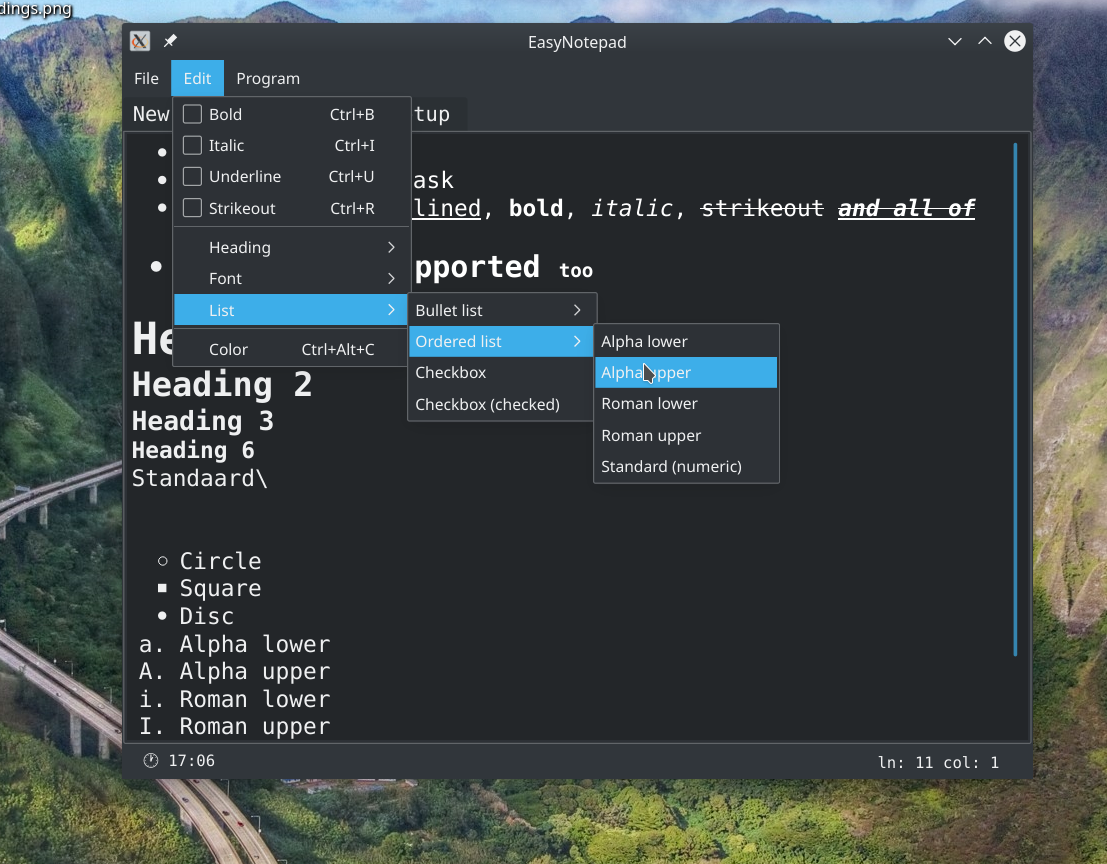 dings.png
EasyNotepad
File Edit Program
New tup
Bold Ctrl+B
Italic Ctrl+I
Underline Ctrl+U
Strikeout Ctrl+R
Heading
Font
List
Color Ctrl+Alt+C
Bullet list
Ordered list
Checkbox
Checkbox (checked)
Alpha lower
Alpha upper
Roman lower
Roman upper
Standard (numeric)
ask
lined, bold, italic, strikeout and all of
pported too
He
Heading 2
Heading 3
Heading 6
Standaard\
Circle
Square
Disc
a. Alpha lower
A. Alpha upper
i. Roman lower
I. Roman upper
17:06 ln: 11 col: 1